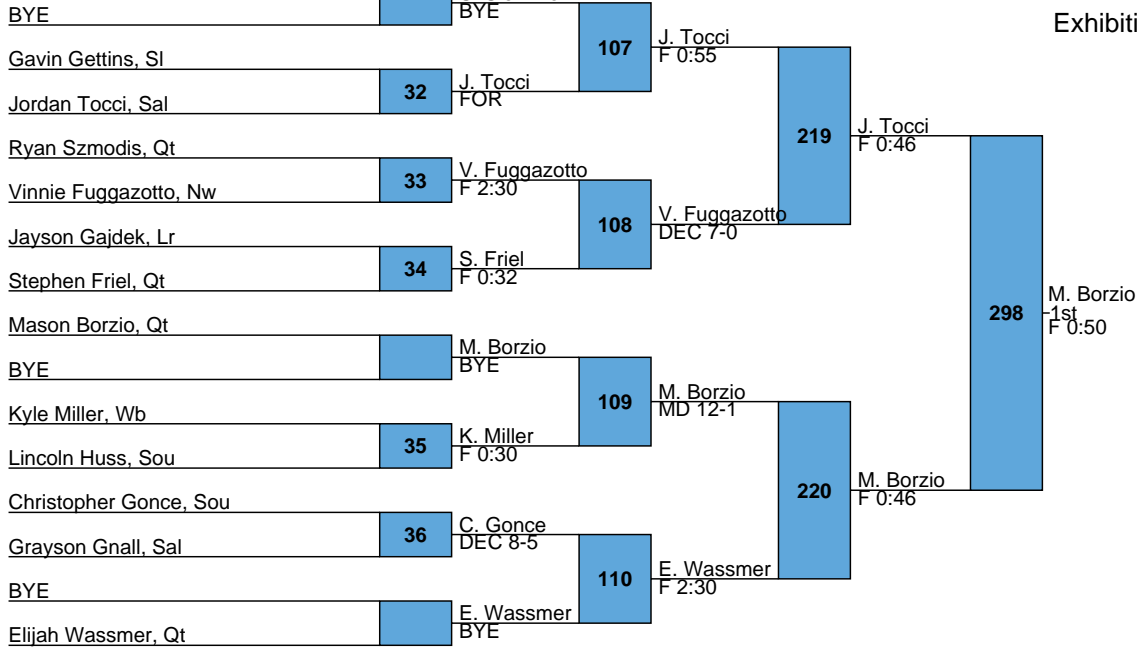 BYE
BYE
Exhibiti
Gavin Gettins, Sl
107
J. Tocci
F 0:55
32
J. Tocci
FOR
Jordan Tocci, Sal
219
J. Tocci
F 0:46
Ryan Szmodis, Qt
33
V. Fuggazotto
F 2:30
Vinnie Fuggazotto, Nw
108
V. Fuggazotto
DEC 7-0
Jayson Gajdek, Lr
34
S. Friel
F 0:32
Stephen Friel, Qt
298
M. Borzio
1st
F 0:50
Mason Borzio, Qt
M. Borzio
BYE
BYE
109
M. Borzio
MD 12-1
Kyle Miller, Wb
35
K. Miller
F 0:30
Lincoln Huss, Sou
220
M. Borzio
F 0:46
Christopher Gonce, Sou
36
C. Gonce
DEC 8-5
Grayson Gnall, Sal
110
E. Wassmer
F 2:30
BYE
E. Wassmer
BYE
Elijah Wassmer, Qt